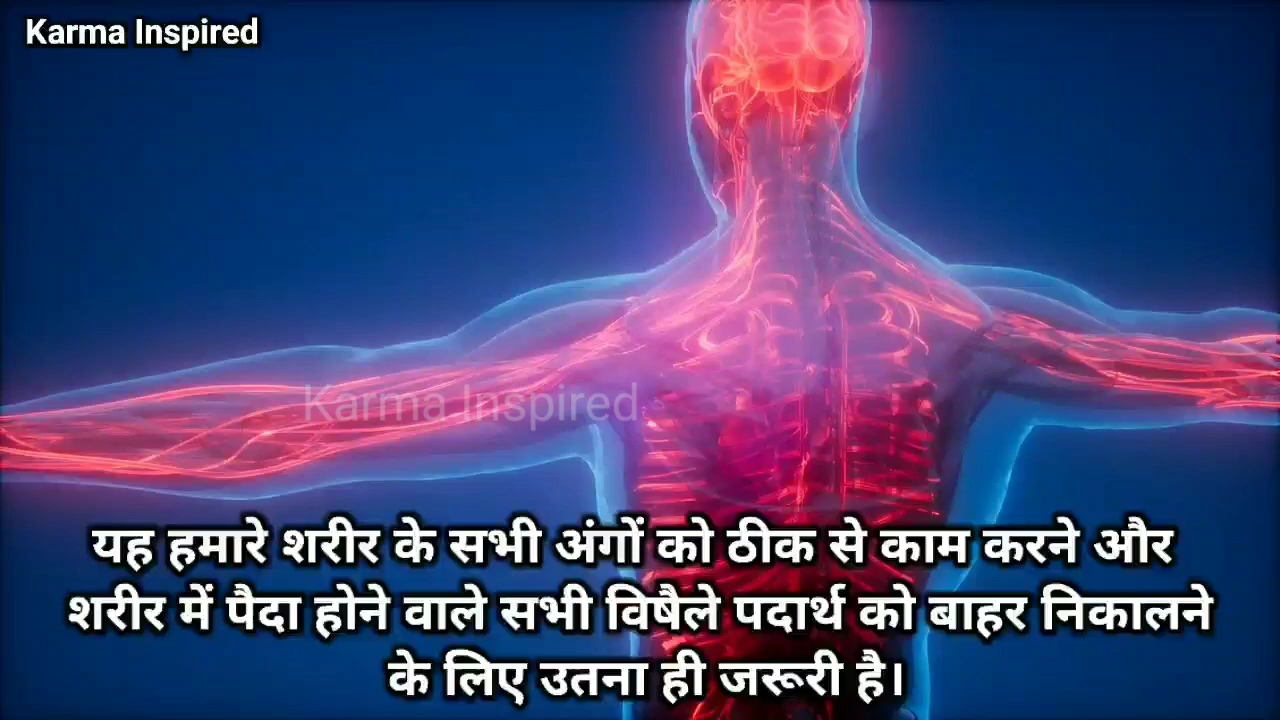 Karma Inspired
Karma Inspired
यह हमारे शरीर के सभी अंगों को ठीक से काम करने और
शरीर में पैदा होने वाले सभी विषैले पदार्थ को बाहर निकालने
के लिए उतना ही जरूरी है।